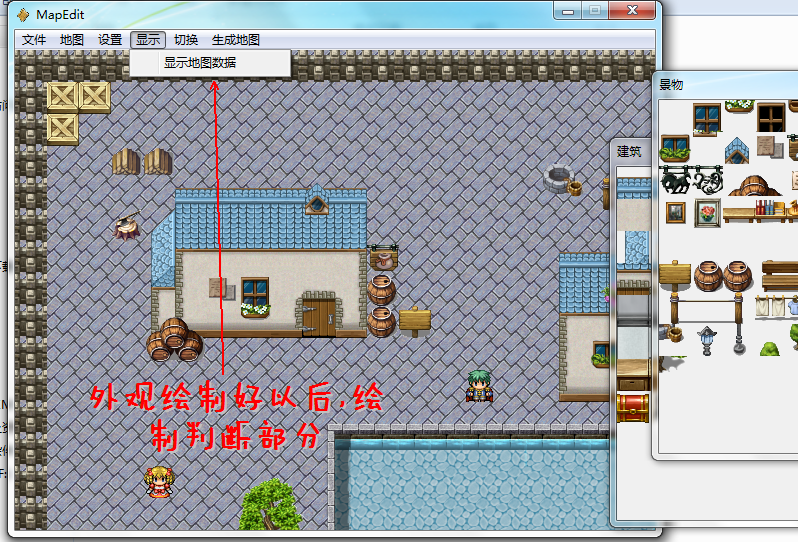 MapEdit
文件 地图 设置 显示 切换 生成地图
显示地图数据
景物
建筑
外观绘制好以后,绘
制判断部分